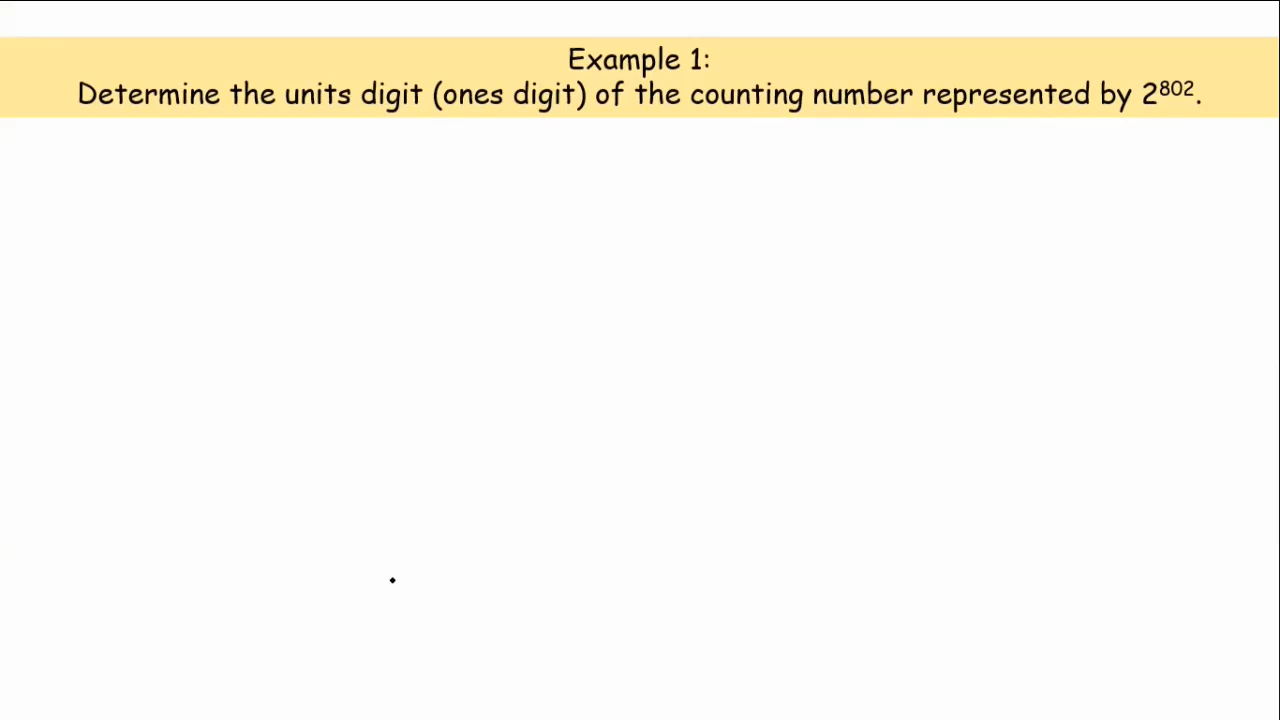 Example 1:
Determine the units digit (ones digit) of the counting number represented by 2⁸⁰².